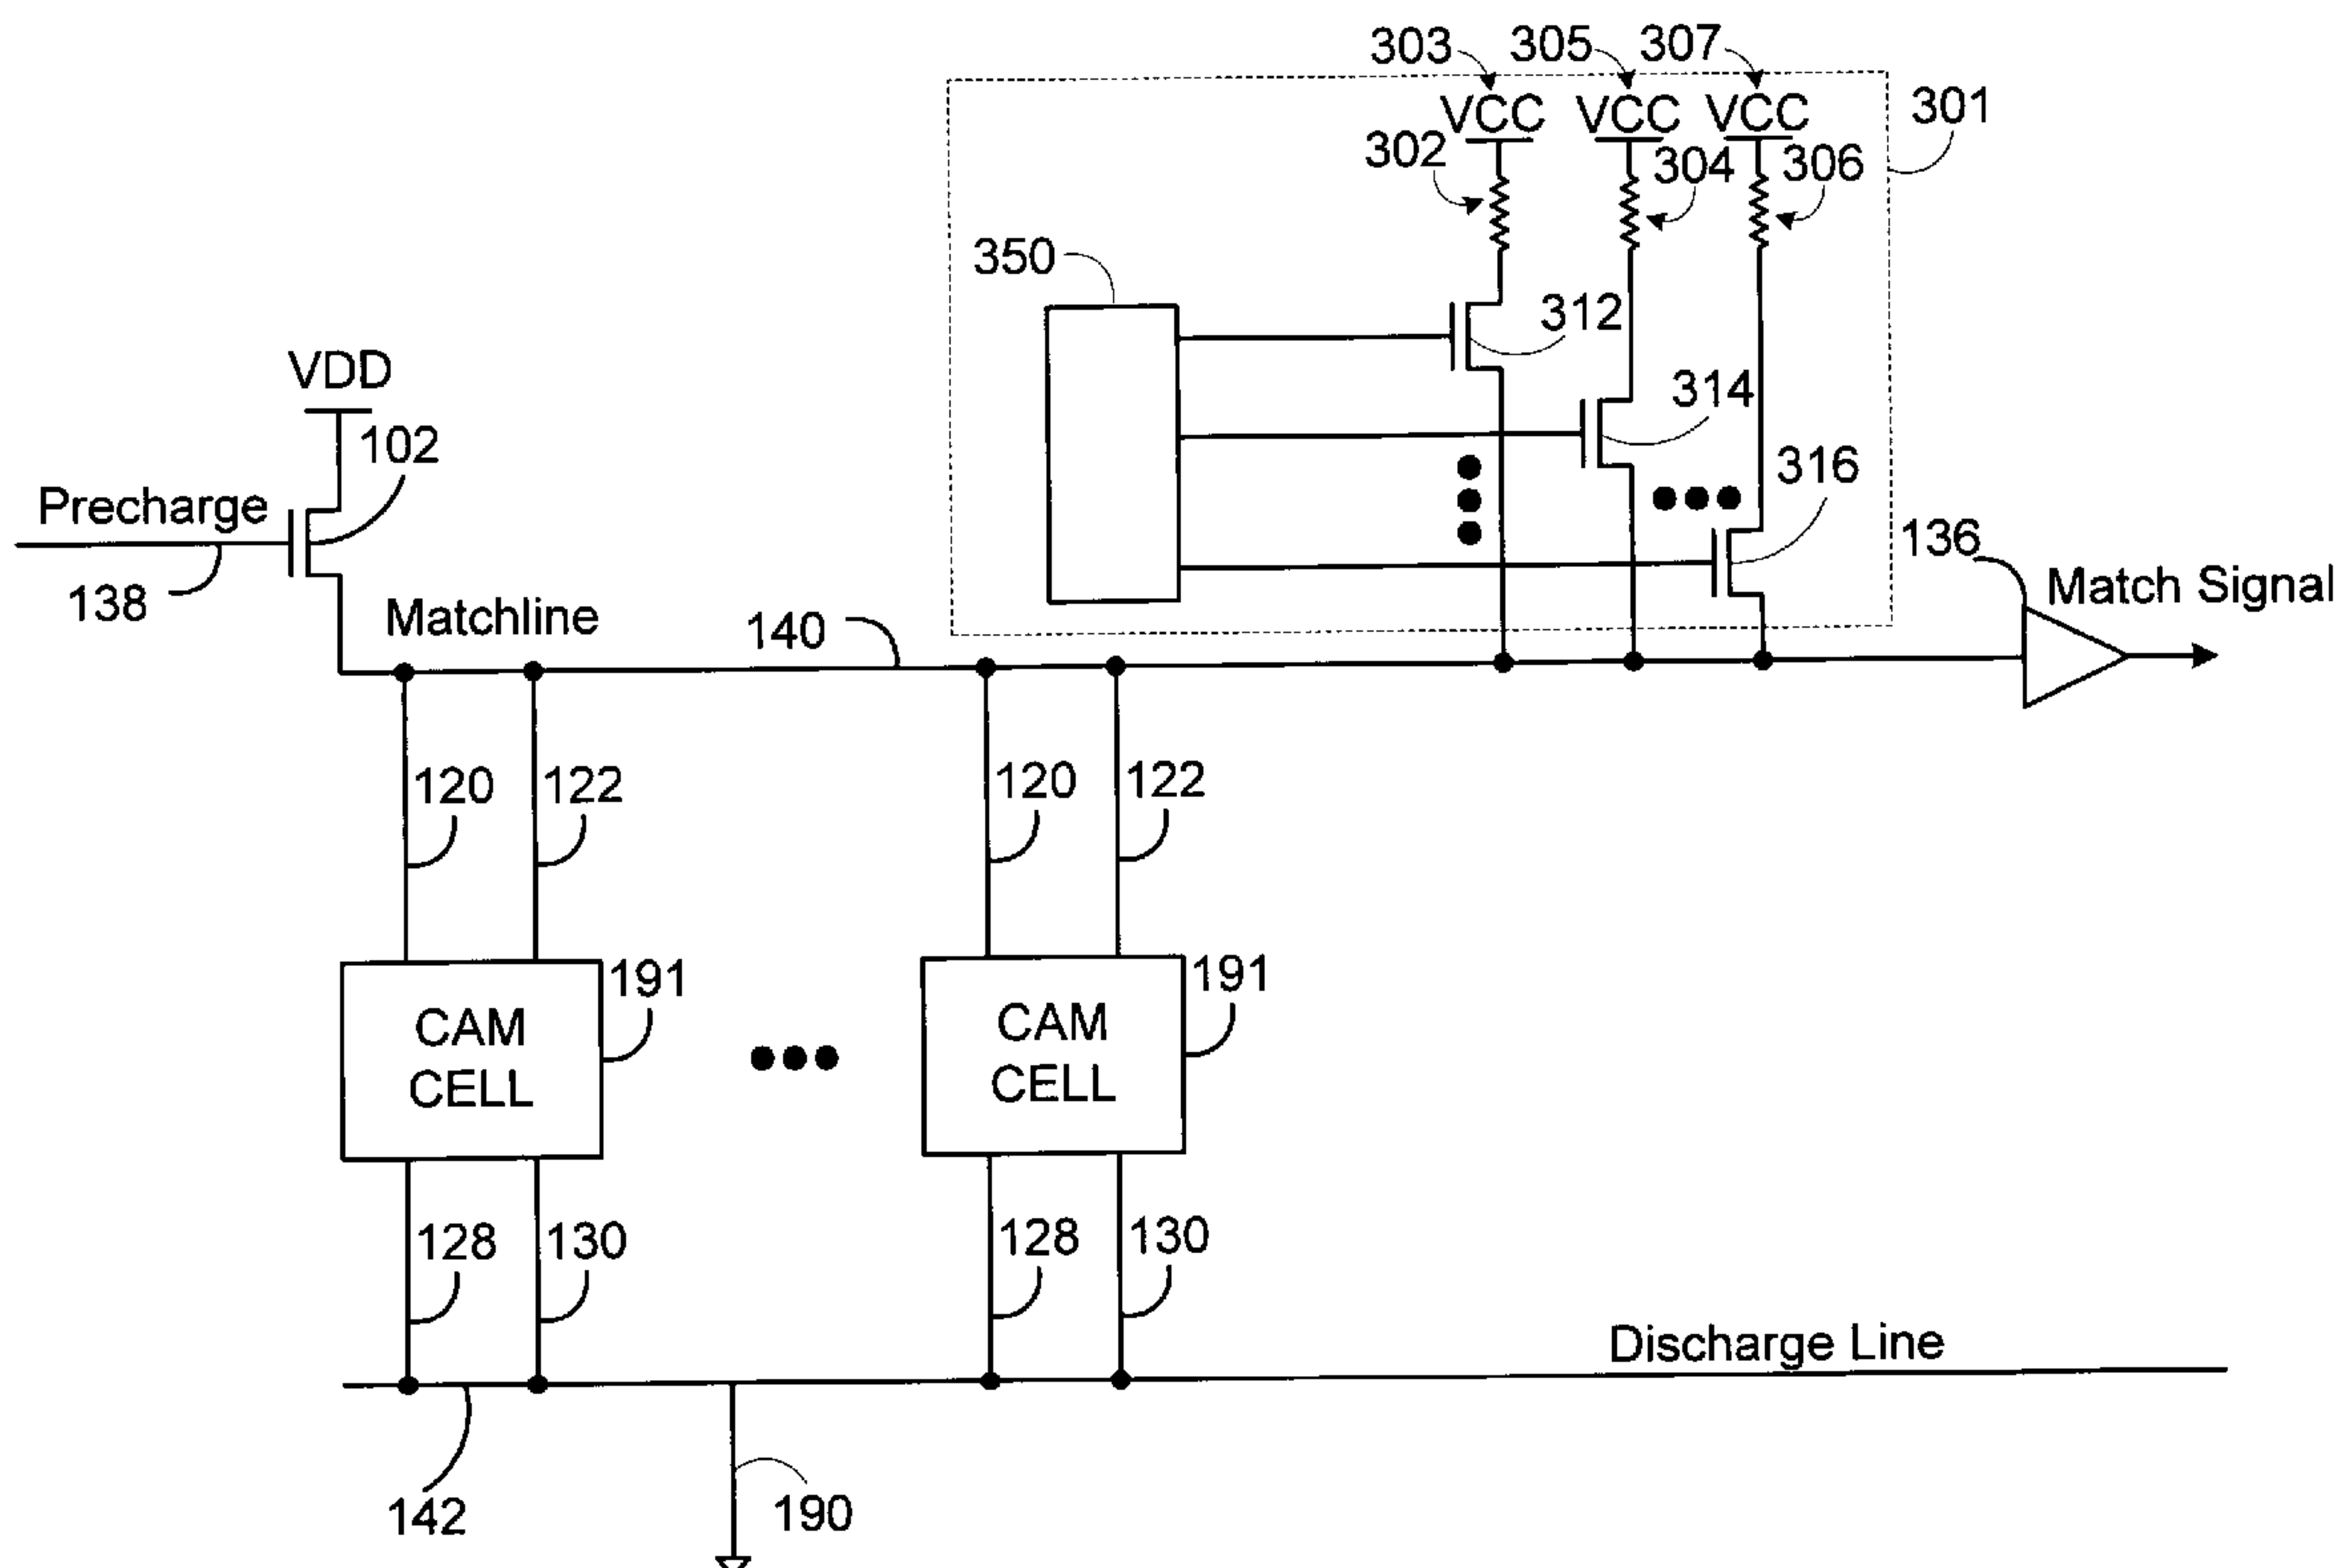 303 305 307
VCC VCC VCC 301
302 304 306
350
312
VDD
314
102
316
Precharge
136
Match Signal
138
Matchline
140
120 122 120 122
191 191
CAM
CELL
CAM
CELL
128 130 128 130
Discharge Line
142
190